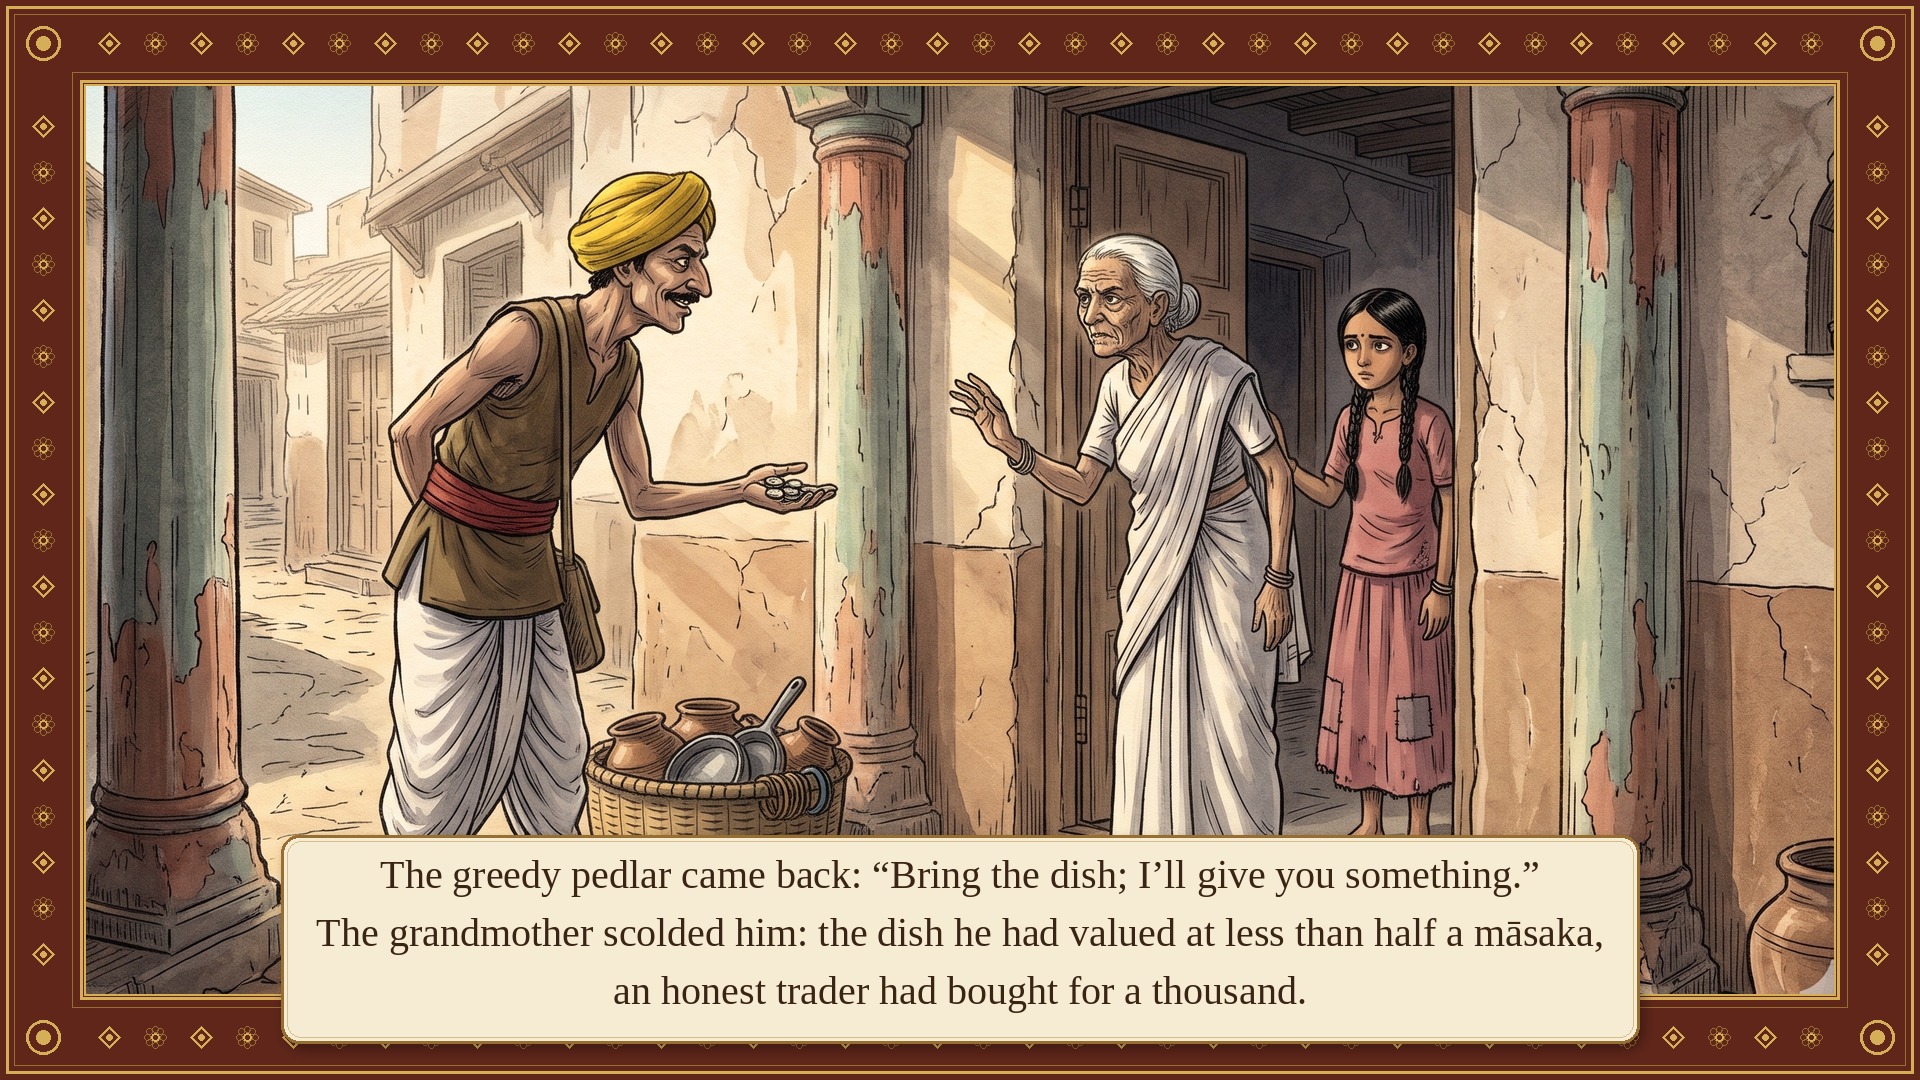 The greedy pedlar came back: “Bring the dish; I’ll give you something.”
The grandmother scolded him: the dish he had valued at less than half a māsaka,
an honest trader had bought for a thousand.